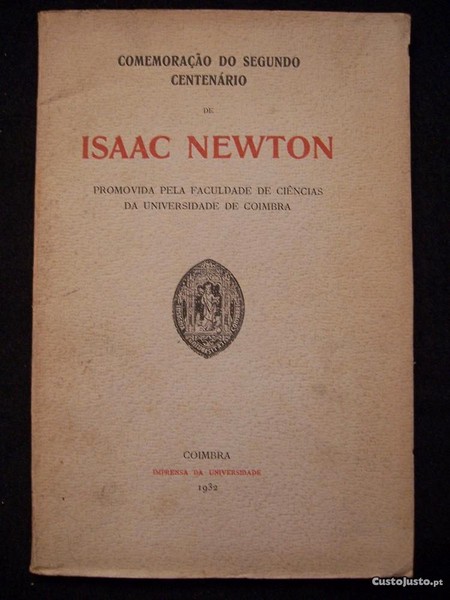 COMEMORAÇÃO DO SEGUNDO
CENTENÁRIO
DE
ISAAC NEWTON
PROMOVIDA PELA FACULDADE DE CIÊNCIAS
DA UNIVERSIDADE DE COIMBRA
COIMBRA
IMPRENSA DA UNIVERSIDADE
1932
CustoJusto.pt